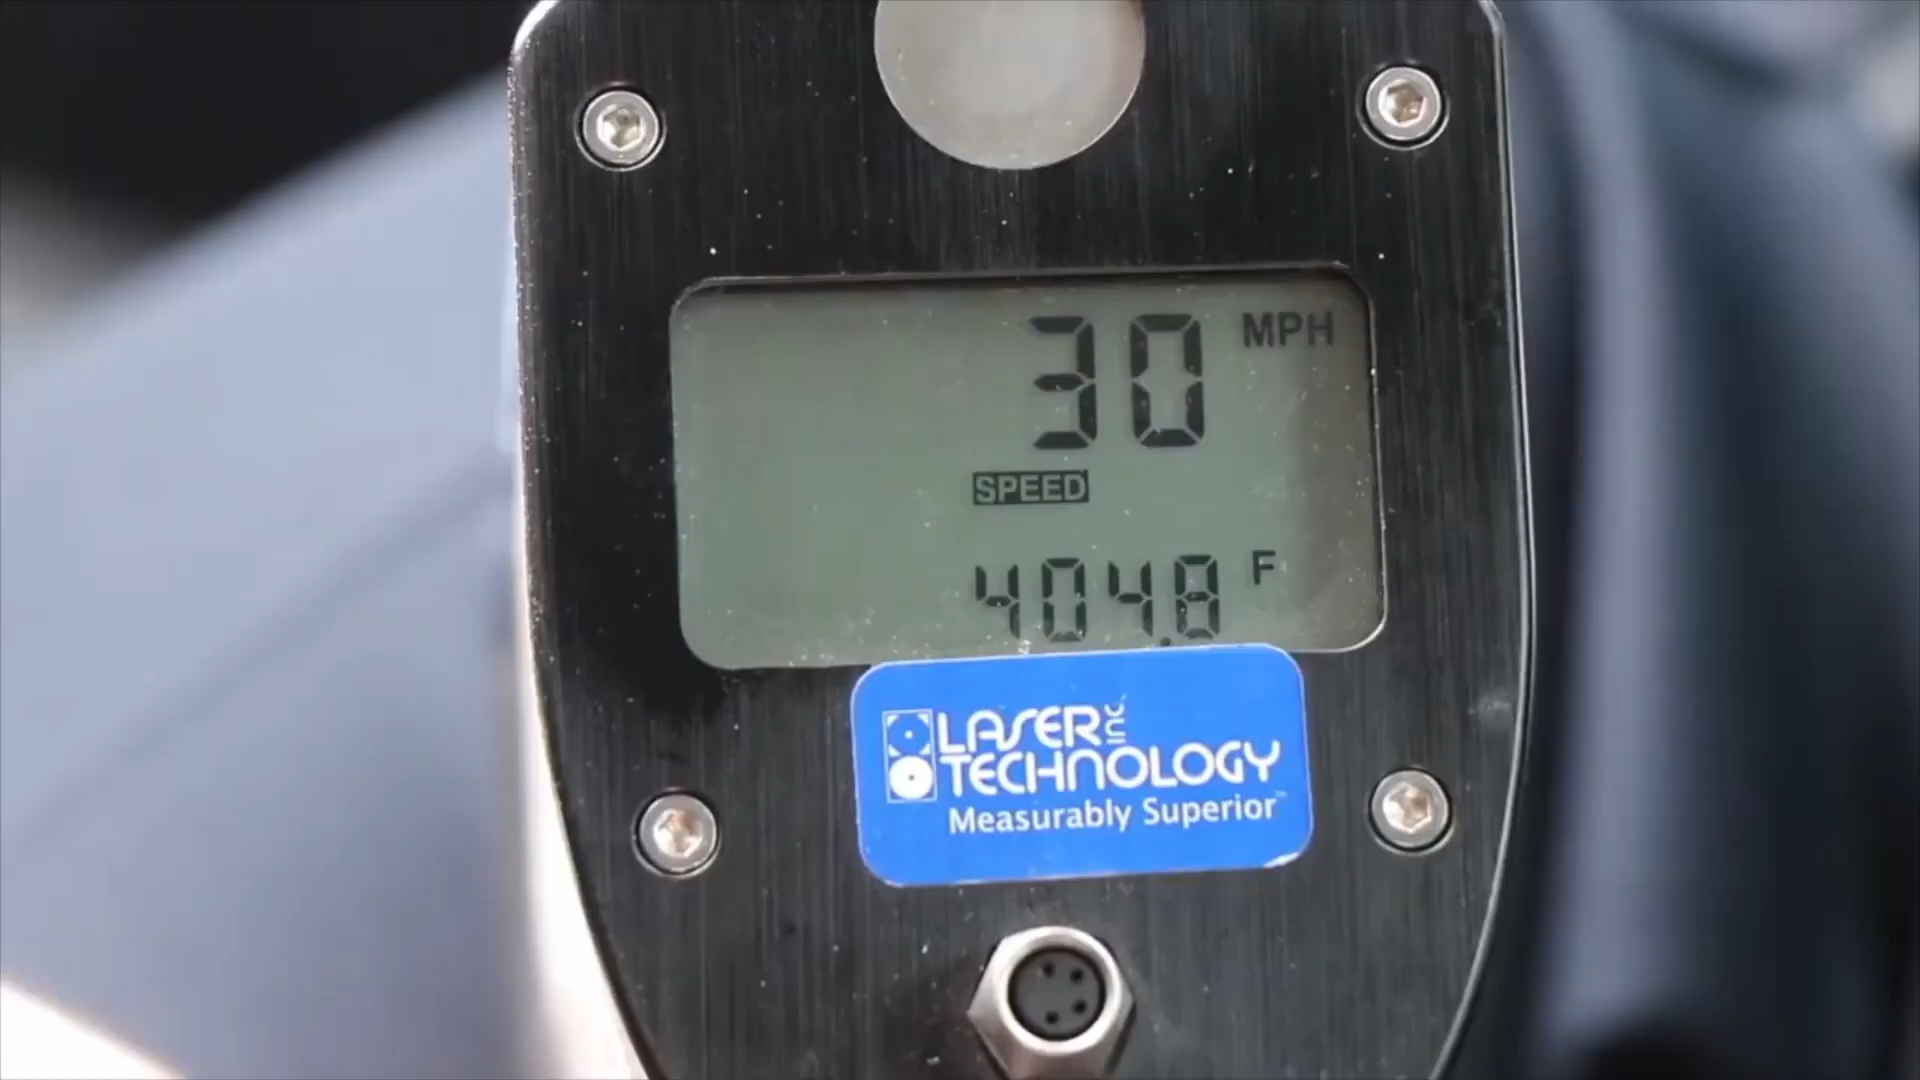 30 MPH
SPEED
404.8 F
LASER INC.
TECHNOLOGY
Measurably Superior™